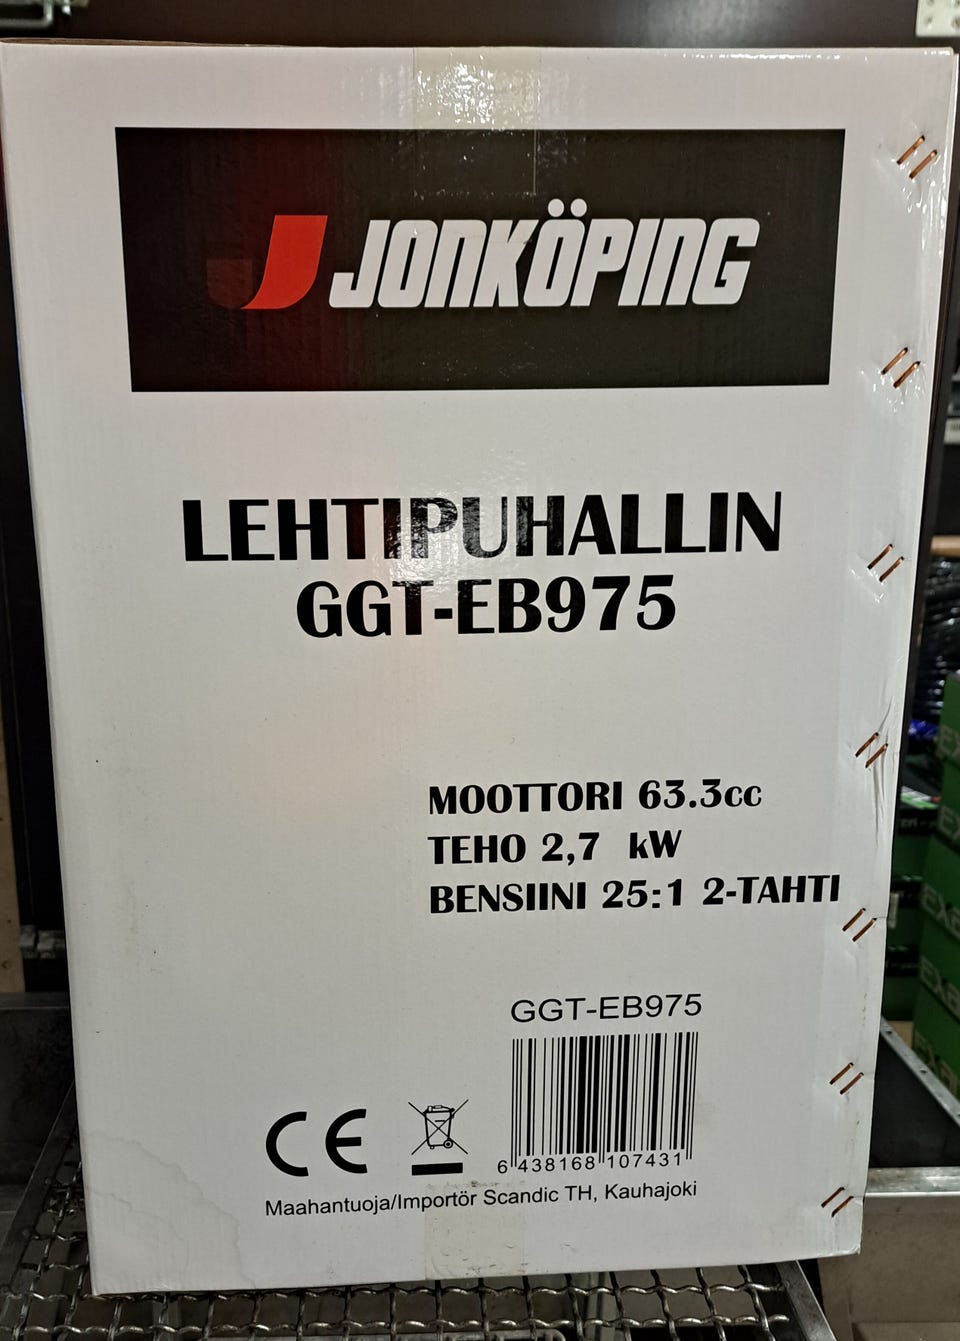 JONKÖPING
LEHTIPUHALLIN
GGT-EB975
MOOTTORI 63.3cc
TEHO 2,7 kW
BENSIINI 25:1 2-TAHTI
GGT-EB975
CE
6 438168 107431
Maahantuoja/Importör Scandic TH, Kauhajoki